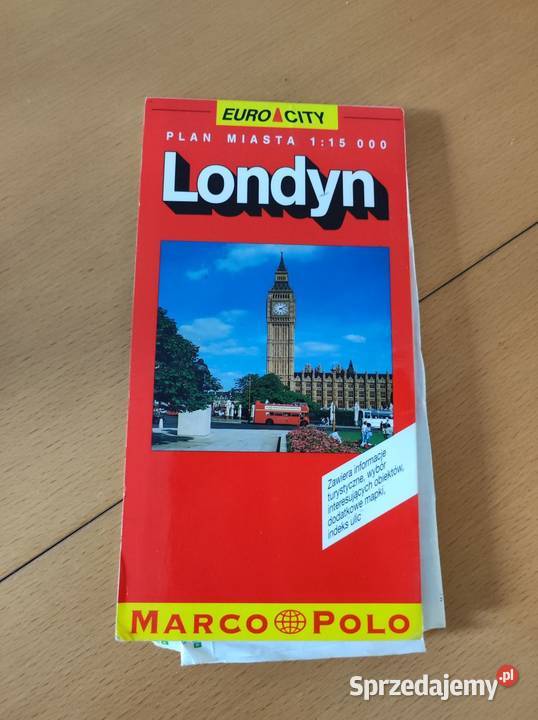 EURO CITY
PLAN MIASTA 1:15 000
Londyn
Zawiera informacje
turystyczne, wybór
interesujących obiektów,
dodatkowe mapki,
indeks ulic
MARCO POLO
Sprzedajemy.pl